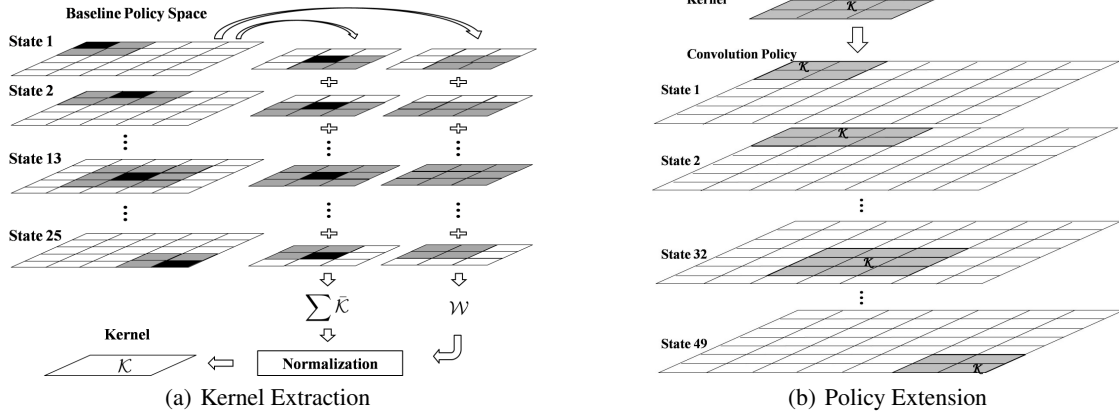 Baseline Policy Space
State 1
State 2
State 13
State 25
∑ K̄
W
Kernel
K
Normalization
(a) Kernel Extraction
Kernel
K
Convolution Policy
K
State 1
K
State 2
State 32
K
State 49
K
(b) Policy Extension